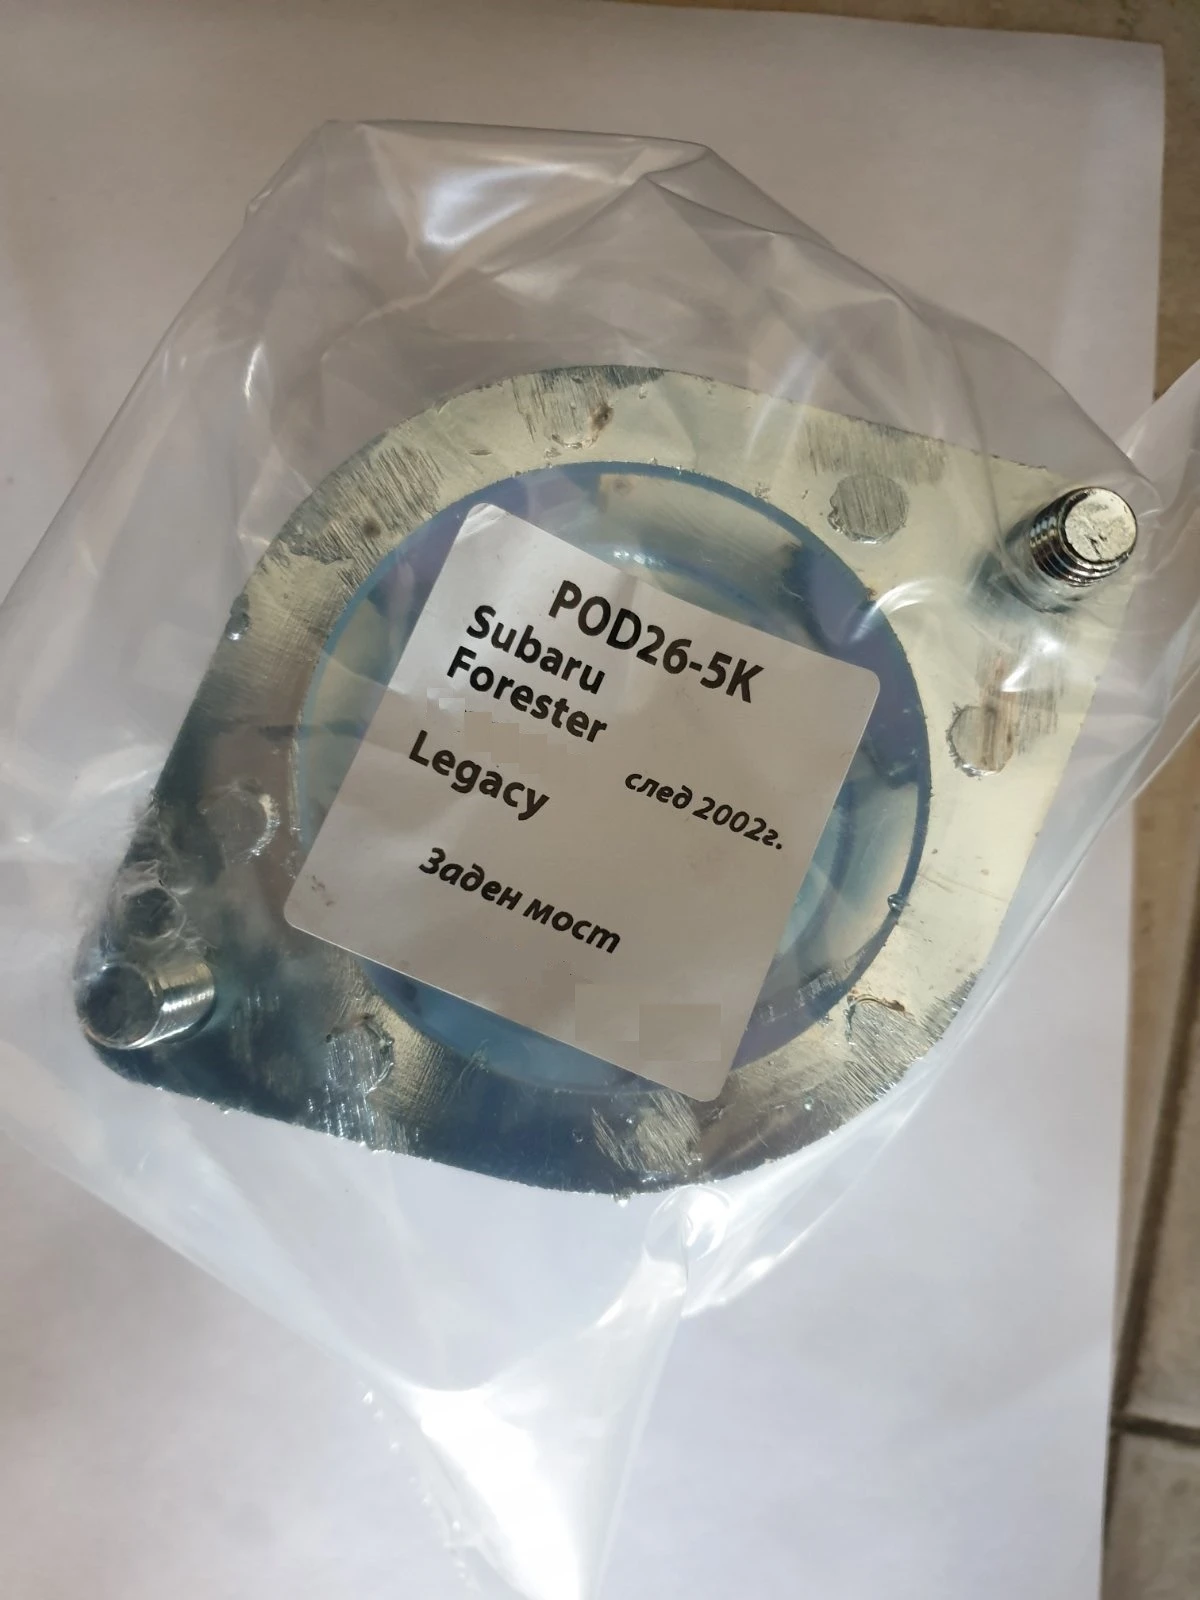 POD26-5K
Subaru
Forester
Legacy
след 2002г.
Заден мост